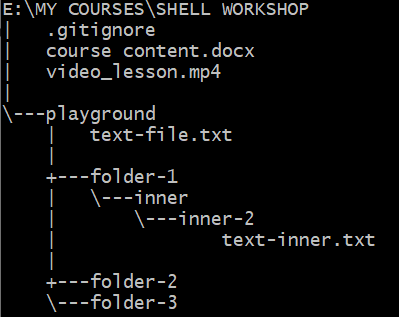 E:\MY COURSES\SHELL WORKSHOP
|   .gitignore
|   course content.docx
|   video_lesson.mp4
|
\---playground
    |   text-file.txt
    |
    +---folder-1
    |   \---inner
    |       \---inner-2
    |               text-inner.txt
    |
    +---folder-2
    \---folder-3